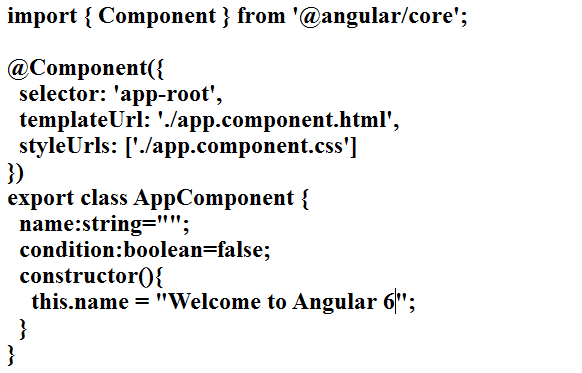 import { Component } from '@angular/core';

@Component({
  selector: 'app-root',
  templateUrl: './app.component.html',
  styleUrls: ['./app.component.css']
})
export class AppComponent {
  name:string="";
  condition:boolean=false;
  constructor(){
    this.name = "Welcome to Angular 6";
  }
}